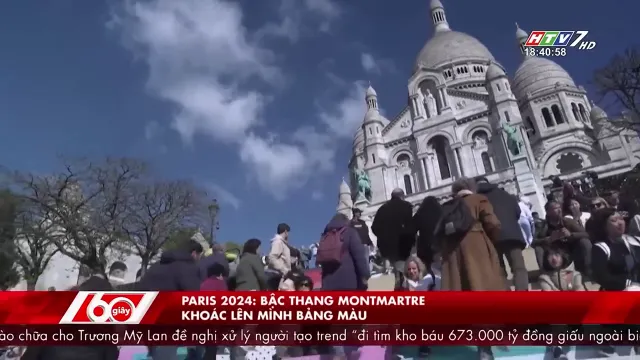 HTV7 HD
18:40:58
60 giây
PARIS 2024: BẬC THANG MONTMARTRE
KHOÁC LÊN MÌNH BẢNG MÀU
ào chữa cho Trương Mỹ Lan đề nghị xử lý người tạo trend “đi tìm kho báu 673.000 tỷ đồng giấu ngoài bi